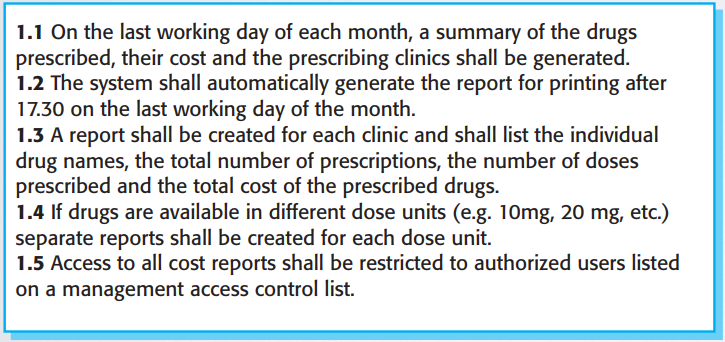 1.1 On the last working day of each month, a summary of the drugs
prescribed, their cost and the prescribing clinics shall be generated.
1.2 The system shall automatically generate the report for printing after
17.30 on the last working day of the month.
1.3 A report shall be created for each clinic and shall list the individual
drug names, the total number of prescriptions, the number of doses
prescribed and the total cost of the prescribed drugs.
1.4 If drugs are available in different dose units (e.g. 10mg, 20 mg, etc.)
separate reports shall be created for each dose unit.
1.5 Access to all cost reports shall be restricted to authorized users listed
on a management access control list.